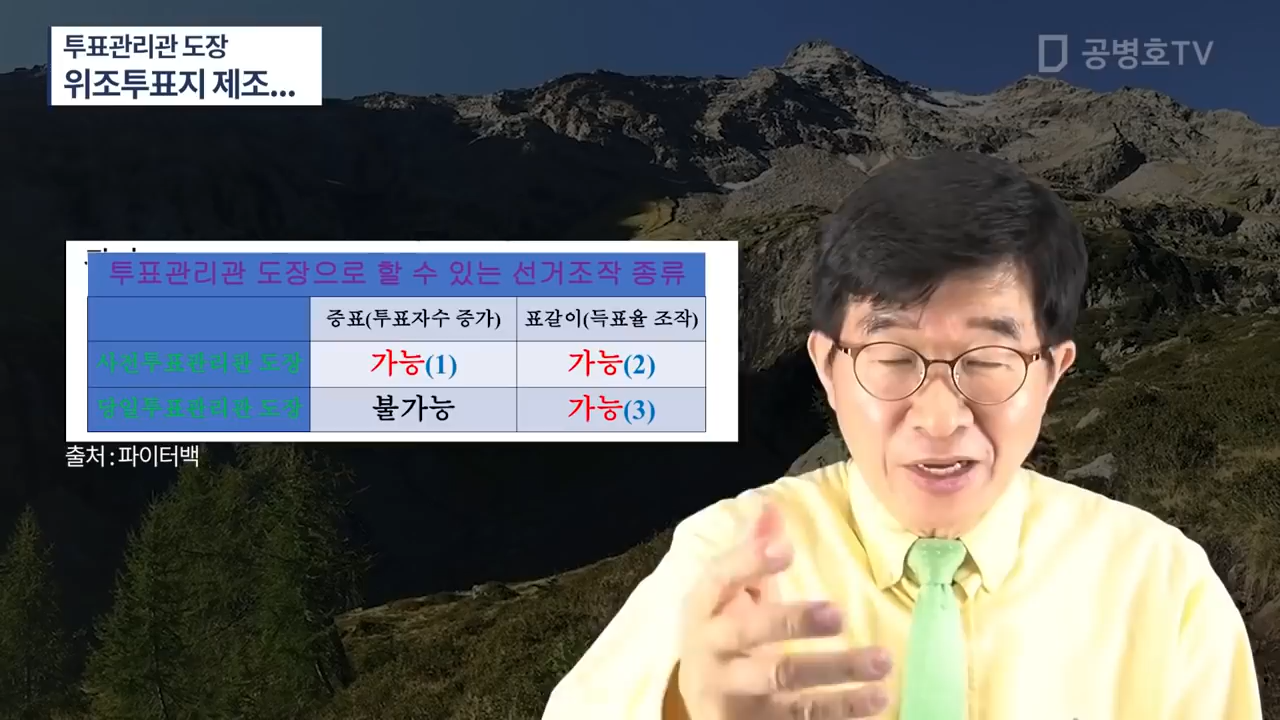 투표관리관 도장
위조투표지 제조...
공병호TV
투표관리관 도장으로 할 수 있는 선거조작 종류
증표(투표자수 증가) 표갈이(득표율 조작)
사전투표관리관 도장 가능(1) 가능(2)
당일투표관리관 도장 불가능 가능(3)
출처 : 파이터백